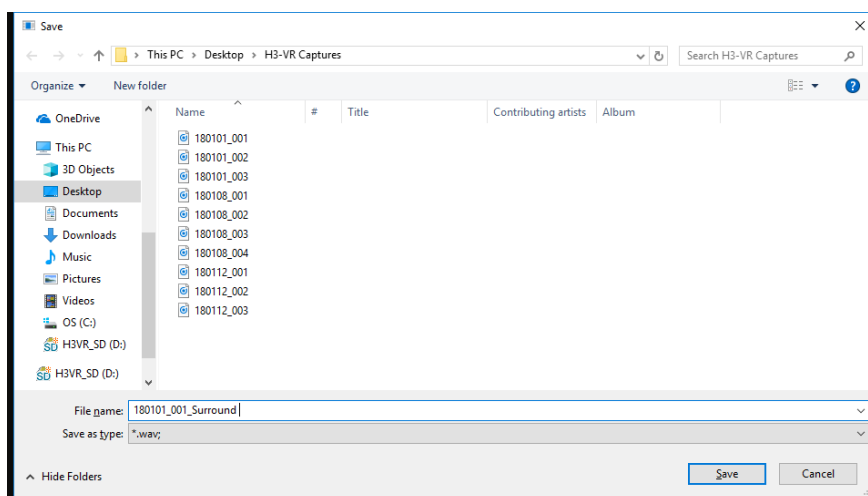 Save
This PC > Desktop > H3-VR Captures
Search H3-VR Captures
Organize
New folder
Name # Title Contributing artists Album
OneDrive
This PC
3D Objects
Desktop
Documents
Downloads
Music
Pictures
Videos
OS (C:)
H3VR_SD (D:)
H3VR_SD (D:)
180101_001
180101_002
180101_003
180108_001
180108_002
180108_003
180108_004
180112_001
180112_002
180112_003
File name: 180101_001_Surround
Save as type: *.wav;
Hide Folders
Save
Cancel